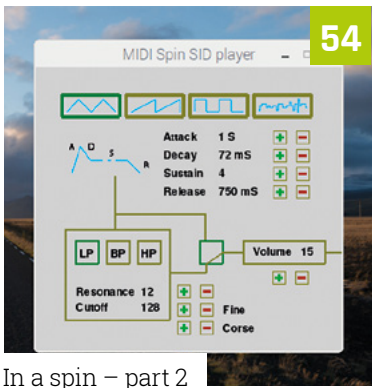 54
MIDI Spin SID player
A D S R
Attack 1 S
Decay 72 mS
Sustain 4
Release 750 mS
LP BP HP
Volume 15
Resonance 12
Cutoff 128
Fine
Corse
In a spin – part 2